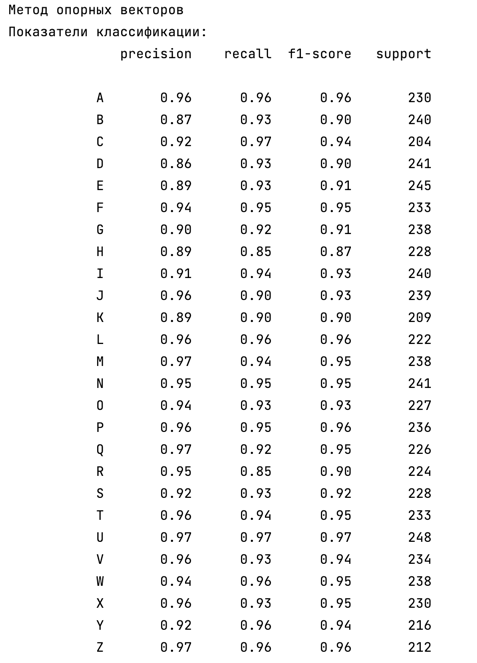 Метод опорных векторов
Показатели классификации:
precision recall f1-score support
A 0.96 0.96 0.96 230
B 0.87 0.93 0.90 240
C 0.92 0.97 0.94 204
D 0.86 0.93 0.90 241
E 0.89 0.93 0.91 245
F 0.94 0.95 0.95 233
G 0.90 0.92 0.91 238
H 0.89 0.85 0.87 228
I 0.91 0.94 0.93 240
J 0.96 0.90 0.93 239
K 0.89 0.90 0.90 209
L 0.96 0.96 0.96 222
M 0.97 0.94 0.95 238
N 0.95 0.95 0.95 241
O 0.94 0.93 0.93 227
P 0.96 0.95 0.96 236
Q 0.97 0.92 0.95 226
R 0.95 0.85 0.90 224
S 0.92 0.93 0.92 228
T 0.96 0.94 0.95 233
U 0.97 0.97 0.97 248
V 0.96 0.93 0.94 234
W 0.94 0.96 0.95 238
X 0.96 0.93 0.95 230
Y 0.92 0.96 0.94 216
Z 0.97 0.96 0.96 212